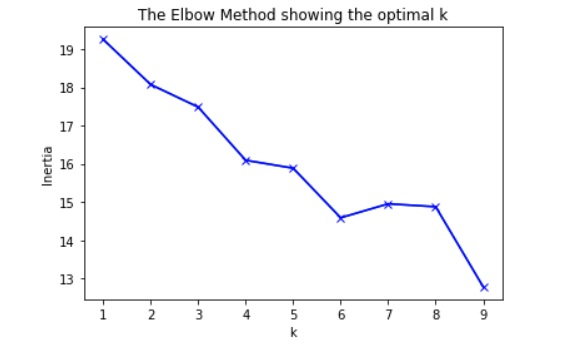 The Elbow Method showing the optimal k
19
18
17
16
15
14
13
Inertia
1 2 3 4 5 6 7 8 9
k